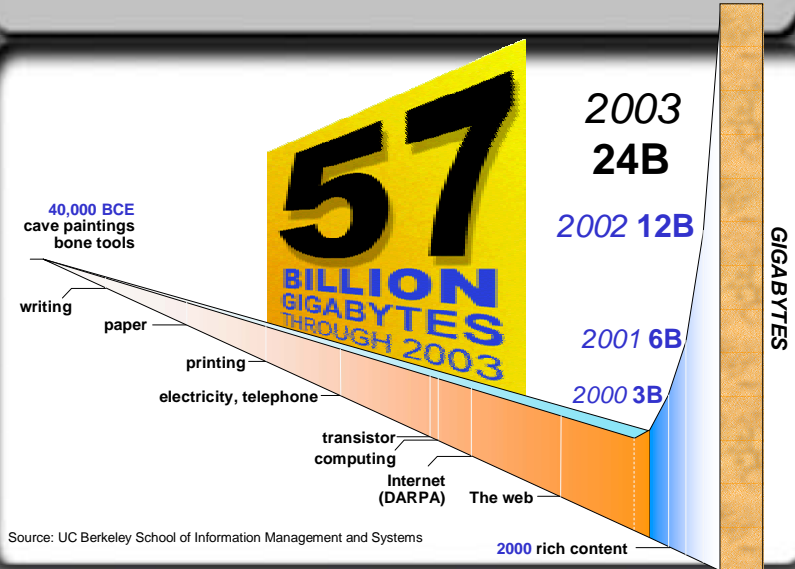 57
BILLION
GIGABYTES
THROUGH 2003
2003
24B
2002 12B
2001 6B
2000 3B
GIGABYTES
40,000 BCE
cave paintings
bone tools
writing
paper
printing
electricity, telephone
transistor
computing
Internet
(DARPA)
The web
2000 rich content
Source: UC Berkeley School of Information Management and Systems